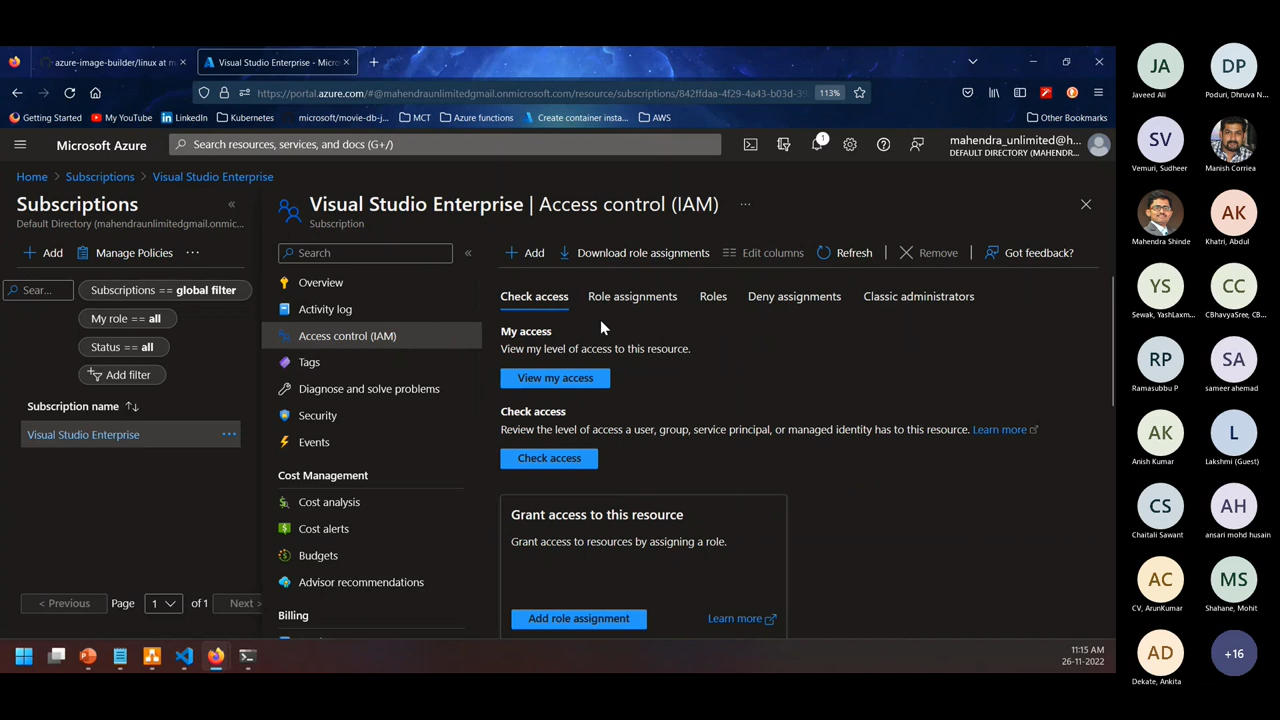 azure-image-builder/linux at m
Visual Studio Enterprise - Micro
https://portal.azure.com/#@mahendraunlimitedgmail.onmicrosoft.com/resource/subscriptions/842ffdaa-4f29-4a43-b03d-39
113%
Getting Started
My YouTube
LinkedIn
Kubernetes
microsoft/movie-db-j...
MCT
Azure functions
Create container insta...
AWS
Other Bookmarks
Microsoft Azure
Search resources, services, and docs (G+/)
1
mahendra_unlimited@h...
DEFAULT DIRECTORY (MAHENDR...
Home > Subscriptions > Visual Studio Enterprise
Subscriptions
Default Directory (mahendraunlimitedgmail.onmic...
+ Add
Manage Policies
...
Sear...
Subscriptions == global filter
My role == all
Status == all
Add filter
Subscription name ↑↓
Visual Studio Enterprise
...
< Previous
Page
1
of 1
Next >
Visual Studio Enterprise | Access control (IAM)
...
Subscription
Search
Overview
Activity log
Access control (IAM)
Tags
Diagnose and solve problems
Security
Events
Cost Management
Cost analysis
Cost alerts
Budgets
Advisor recommendations
Billing
+ Add
Download role assignments
Edit columns
Refresh
Remove
Got feedback?
Check access
Role assignments
Roles
Deny assignments
Classic administrators
My access
View my level of access to this resource.
View my access
Check access
Review the level of access a user, group, service principal, or managed identity has to this resource. Learn more
Check access
Grant access to this resource
Grant access to resources by assigning a role.
Add role assignment
Learn more
11:15 AM
26-11-2022
JA
Javeed Ali
DP
Poduri, Dhruva N...
SV
Vemuri, Sudheer
Manish Corriea
Mahendra Shinde
AK
Khatri, Abdul
YS
Sewak, YashLaxm...
CC
CBhavyaSree, CB...
RP
Ramasubbu P
SA
sameer ahemad
AK
Anish Kumar
L
Lakshmi (Guest)
CS
Chaitali Sawant
AH
ansari mohd husain
AC
CV, ArunKumar
MS
Shahane, Mohit
AD
Dekate, Ankita
+16